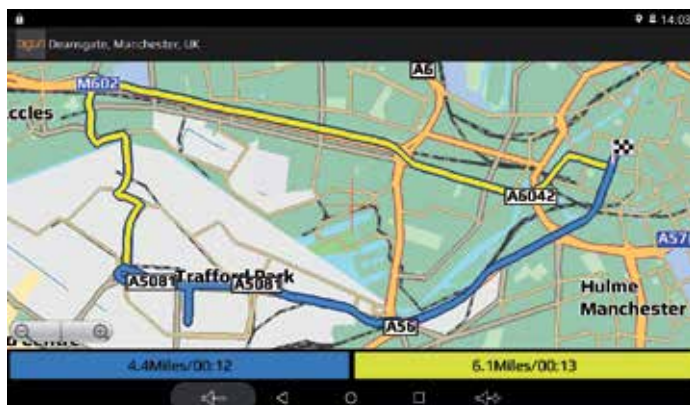 14:03
Deansgate, Manchester, UK
A6
M602
ccles
A6042
A57
A5081
Trafford Park
A5081
Hulme
Manchester
A56
4.4Miles/00:12
6.1Miles/00:13